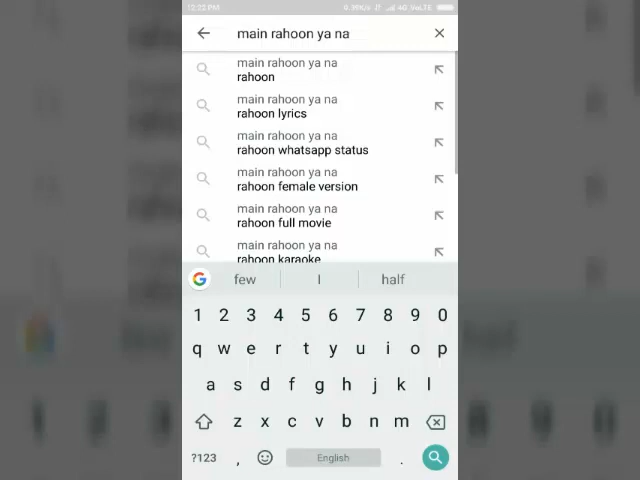 12:22 PM 0.99K/s 4G VoLTE
main rahoon ya na
main rahoon ya na
rahoon
main rahoon ya na
rahoon lyrics
main rahoon ya na
rahoon whatsapp status
main rahoon ya na
rahoon female version
main rahoon ya na
rahoon full movie
main rahoon ya na
rahoon karaoke
few I half
1 2 3 4 5 6 7 8 9 0
q w e r t y u i o p
a s d f g h j k l
z x c v b n m
?123 , English .